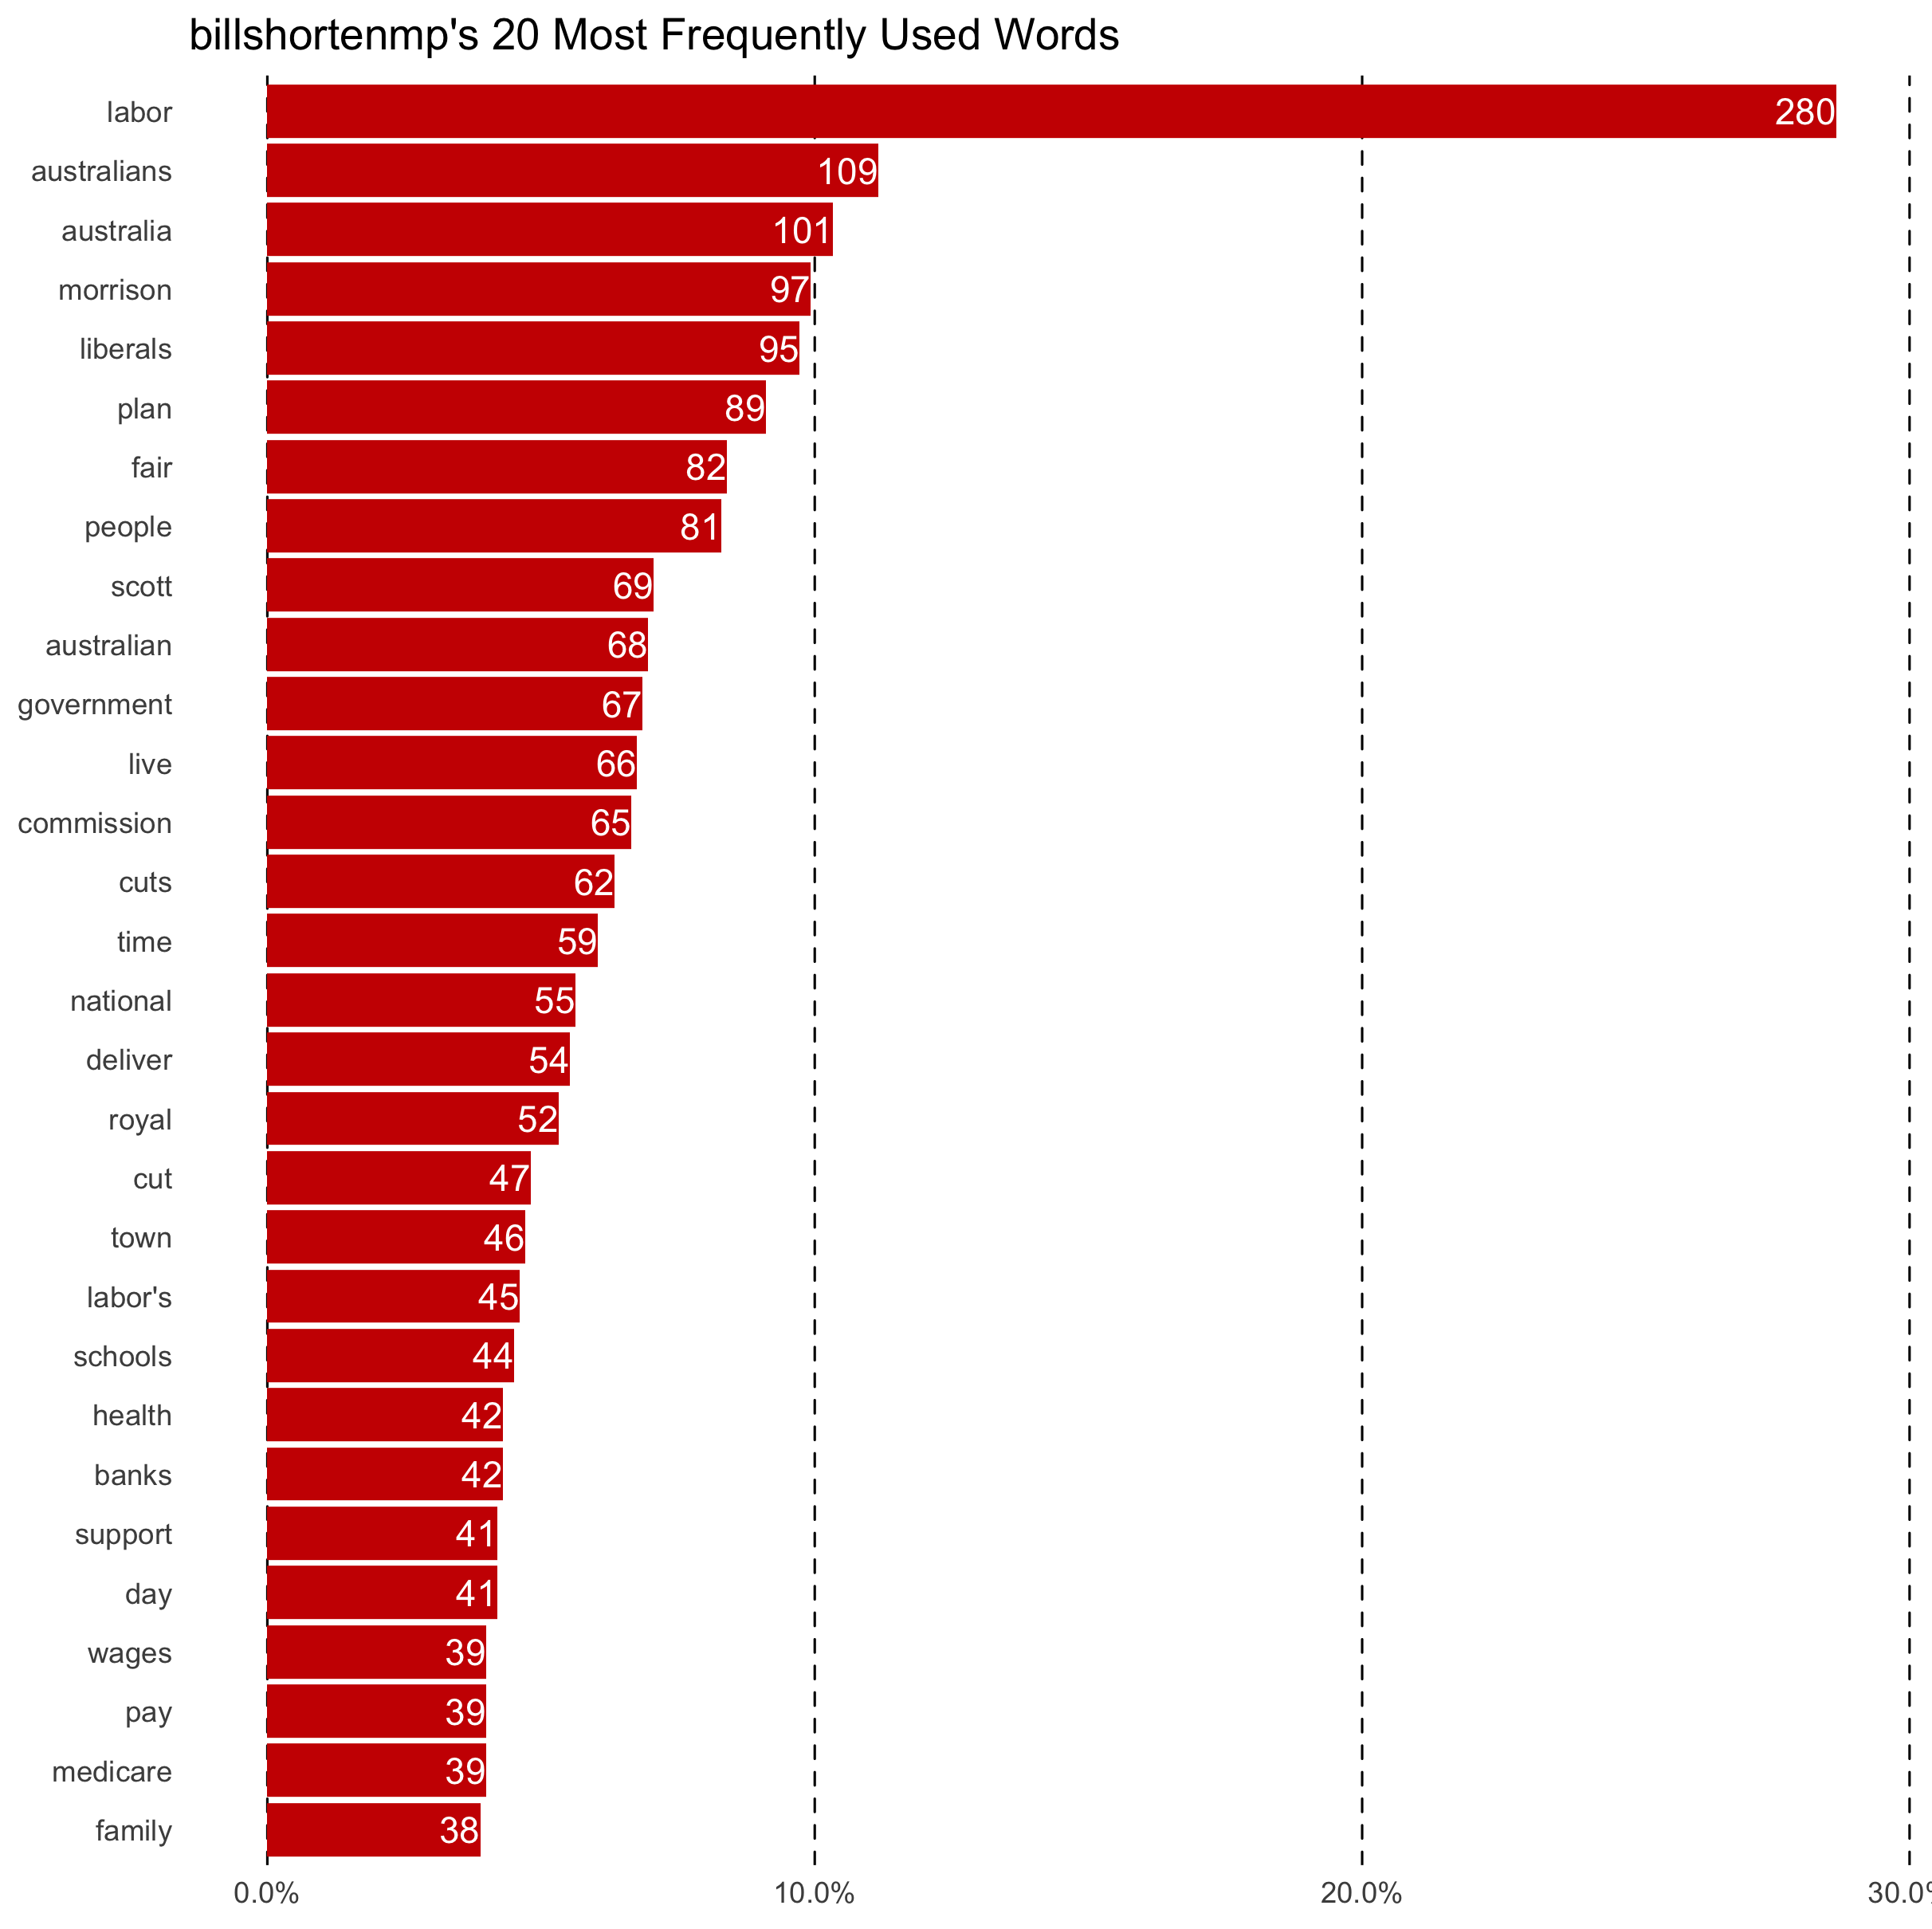 billshortenmp's 20 Most Frequently Used Words
labor 280
australians 109
australia 101
morrison 97
liberals 95
plan 89
fair 82
people 81
scott 69
australian 68
government 67
live 66
commission 65
cuts 62
time 59
national 55
deliver 54
royal 52
cut 47
town 46
labor's 45
schools 44
health 42
banks 42
support 41
day 41
wages 39
pay 39
medicare 39
family 38
0.0% 10.0% 20.0% 30.0%